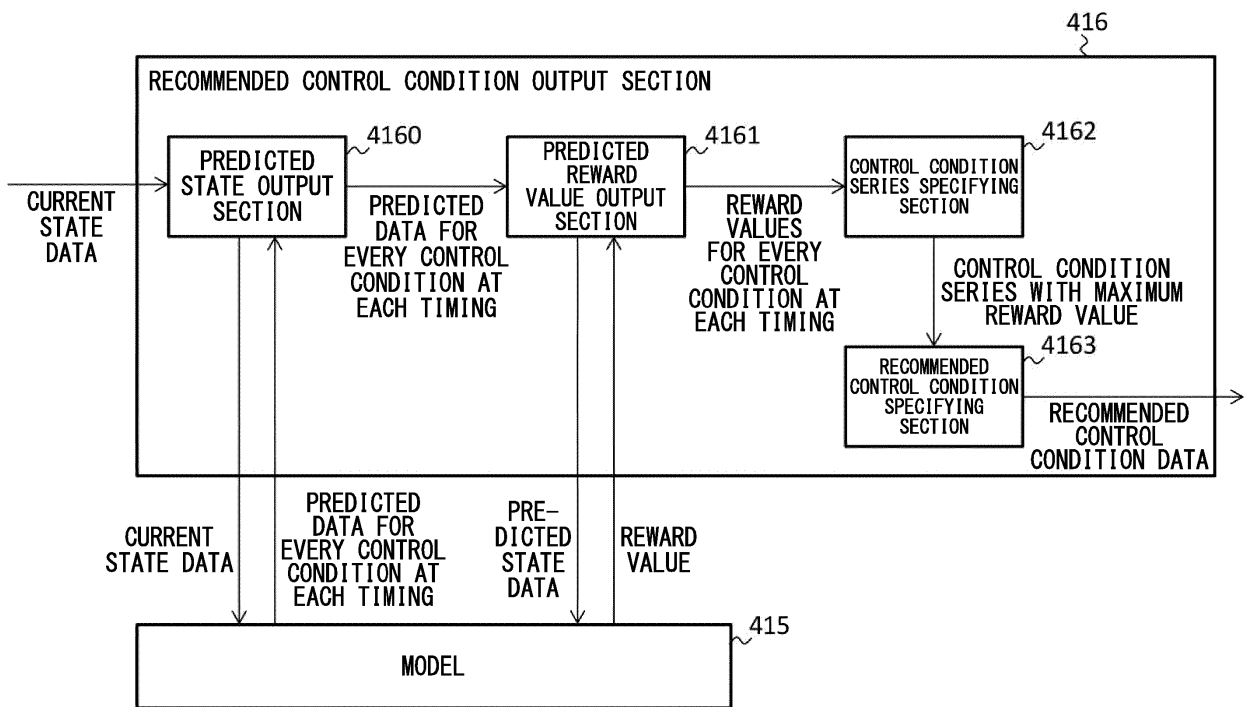 416
RECOMMENDED CONTROL CONDITION OUTPUT SECTION
4160
PREDICTED
STATE OUTPUT
SECTION
4161
PREDICTED
REWARD
VALUE OUTPUT
SECTION
4162
CONTROL CONDITION
SERIES SPECIFYING
SECTION
CURRENT
STATE
DATA
PREDICTED
DATA FOR
EVERY CONTROL
CONDITION AT
EACH TIMING
REWARD
VALUES
FOR EVERY
CONTROL
CONDITION AT
EACH TIMING
CONTROL CONDITION
SERIES WITH MAXIMUM
REWARD VALUE
4163
RECOMMENDED
CONTROL CONDITION
SPECIFYING
SECTION
RECOMMENDED
CONTROL
CONDITION DATA
CURRENT
STATE DATA
PREDICTED
DATA FOR
EVERY CONTROL
CONDITION AT
EACH TIMING
PRE-
DICTED
STATE
DATA
REWARD
VALUE
415
MODEL